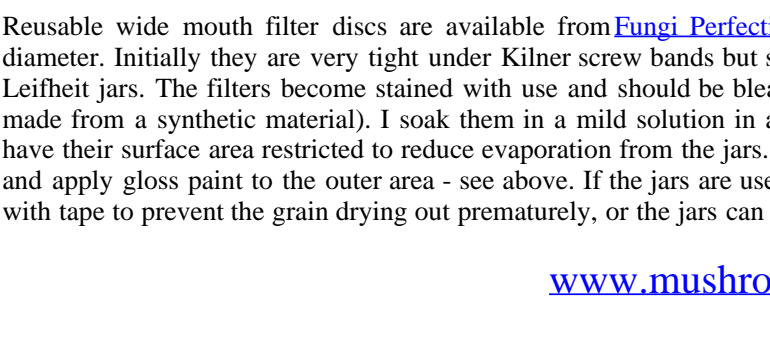 Reusable wide mouth filter discs are available from Fungi Perfecti
diameter. Initially they are very tight under Kilner screw bands but s
Leifheit jars. The filters become stained with use and should be blea
made from a synthetic material). I soak them in a mild solution in a
have their surface area restricted to reduce evaporation from the jars.
and apply gloss paint to the outer area - see above. If the jars are use
with tape to prevent the grain drying out prematurely, or the jars can
www.mushro